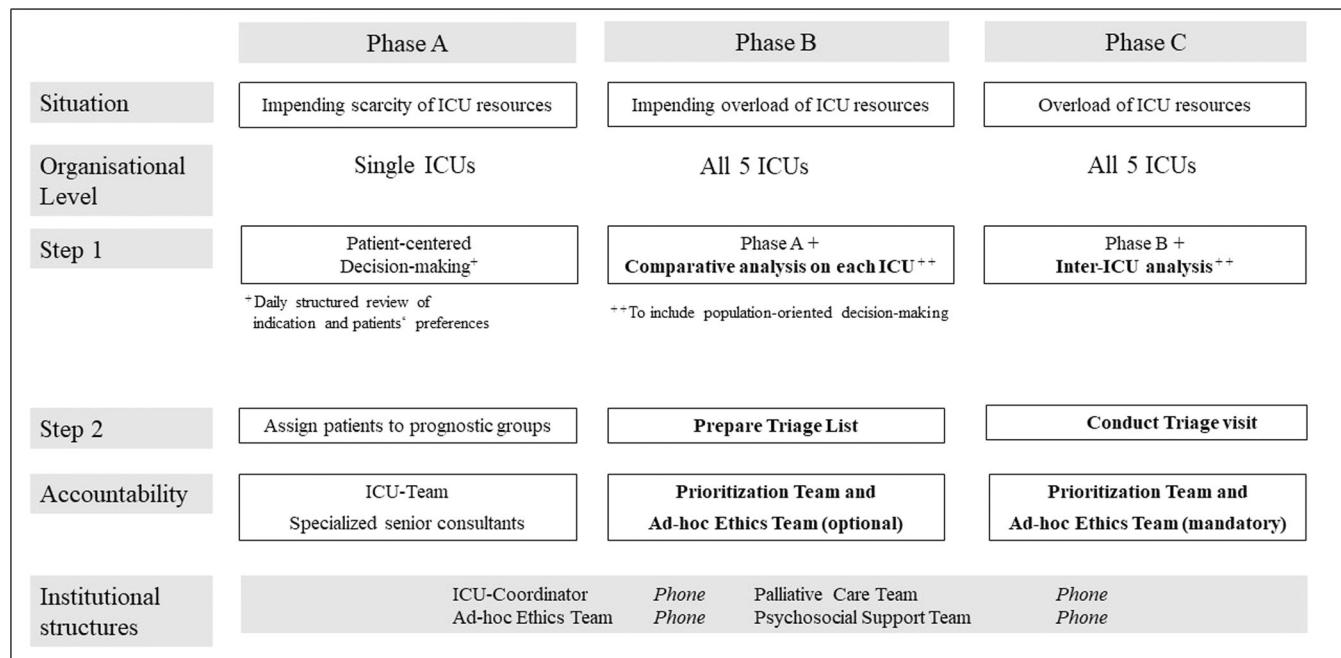 Phase A Phase B Phase C
Situation Impending scarcity of ICU resources Impending overload of ICU resources Overload of ICU resources
Organisational Single ICUs All 5 ICUs All 5 ICUs
Level
Step 1 Patient-centered Phase A + Phase B +
Decision-making+ Comparative analysis on each ICU++ Inter-ICU analysis++
+Daily structured review of ++To include population-oriented decision-making
indication and patients‘ preferences
Step 2 Assign patients to prognostic groups Prepare Triage List Conduct Triage visit
Accountability ICU-Team Prioritization Team and Prioritization Team and
Specialized senior consultants Ad-hoc Ethics Team (optional) Ad-hoc Ethics Team (mandatory)
Institutional ICU-Coordinator Phone Palliative Care Team Phone
structures Ad-hoc Ethics Team Phone Psychosocial Support Team Phone